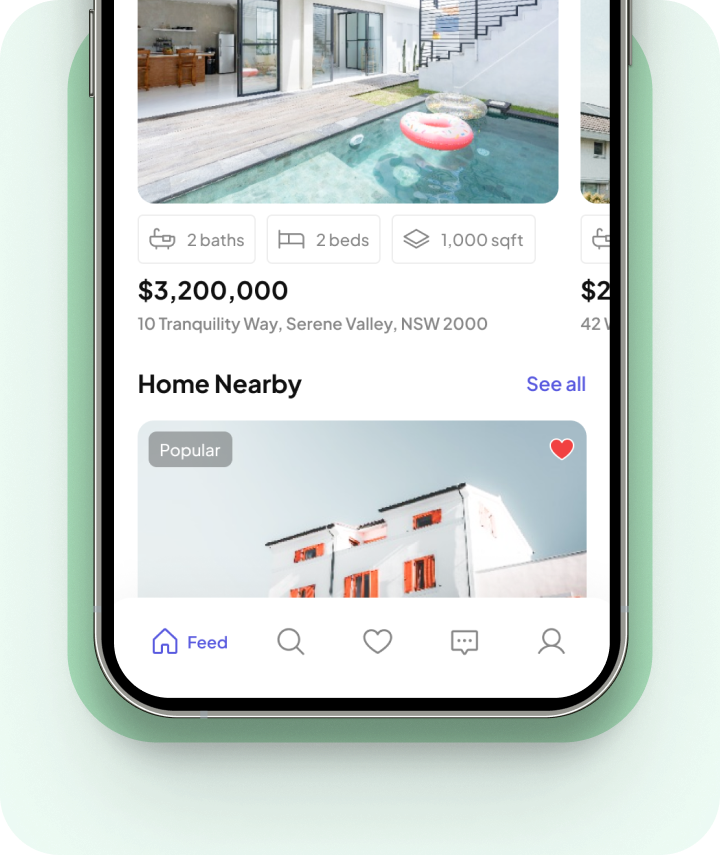 2 baths 2 beds 1,000 sqft
$3,200,000 $2
10 Tranquility Way, Serene Valley, NSW 2000 42
Home Nearby See all
Popular
Feed